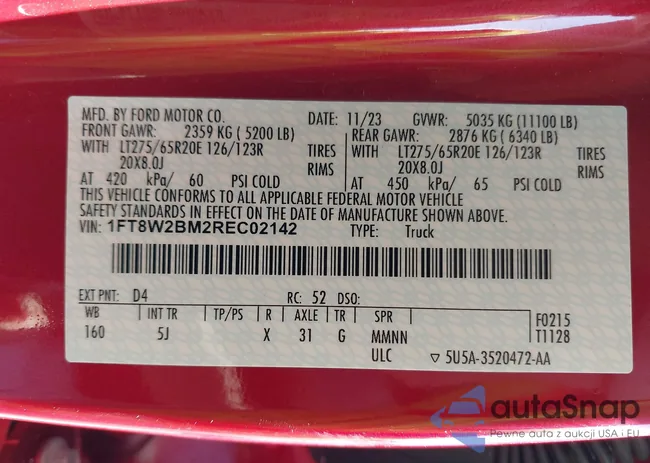 MFD. BY FORD MOTOR CO. DATE: 11/23 GVWR: 5035 KG (11100 LB)
FRONT GAWR: 2359 KG ( 5200 LB) REAR GAWR: 2876 KG ( 6340 LB)
WITH LT275/65R20E 126/123R TIRES WITH LT275/65R20E 126/123R TIRES
20X8.0J RIMS 20X8.0J RIMS
AT 420 kPa/ 60 PSI COLD AT 450 kPa/ 65 PSI COLD
THIS VEHICLE CONFORMS TO ALL APPLICABLE FEDERAL MOTOR VEHICLE
SAFETY STANDARDS IN EFFECT ON THE DATE OF MANUFACTURE SHOWN ABOVE.
VIN: 1FT8W2BM2REC02142 TYPE: Truck
EXT PNT: D4 RC: 52 DSO:
WB INT TR TP/PS R AXLE TR SPR F0215
160 5J X 31 G MMNN T1128
ULC ▽ 5U5A-3520472-AA
autaSnap
Pewne auta z aukcji USA i EU